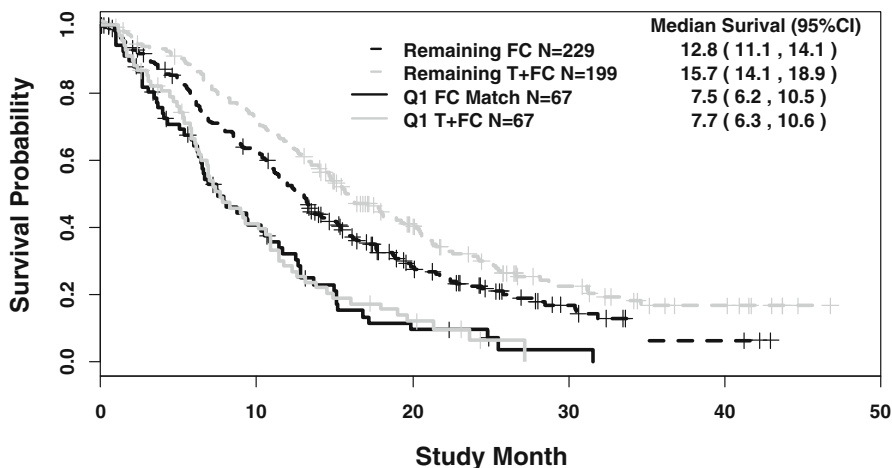 Median Surival (95%CI)
Remaining FC N=229 12.8 ( 11.1 , 14.1 )
Remaining T+FC N=199 15.7 ( 14.1 , 18.9 )
Q1 FC Match N=67 7.5 ( 6.2 , 10.5 )
Q1 T+FC N=67 7.7 ( 6.3 , 10.6 )
Survival Probability
1.0
0.8
0.6
0.4
0.2
0.0
0 10 20 30 40 50
Study Month